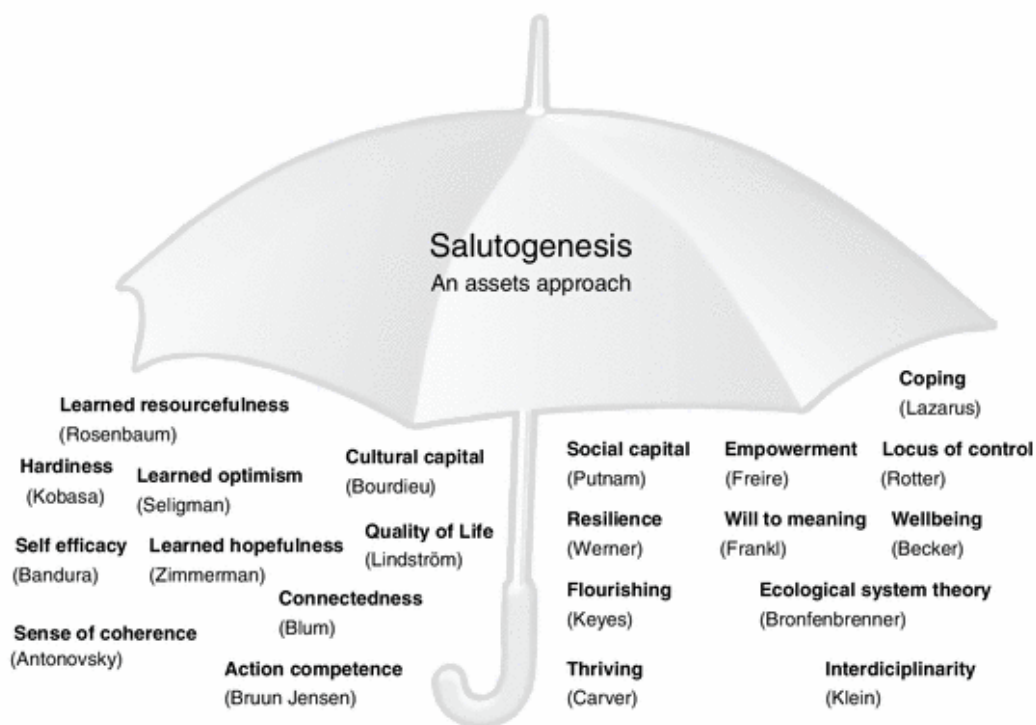 Salutogenesis
An assets approach
Coping
(Lazarus)
Learned resourcefulness
(Rosenbaum)
Hardiness
(Kobasa)
Learned optimism
(Seligman)
Cultural capital
(Bourdieu)
Social capital
(Putnam)
Empowerment
(Freire)
Locus of control
(Rotter)
Self efficacy
(Bandura)
Learned hopefulness
(Zimmerman)
Quality of Life
(Lindström)
Resilience
(Werner)
Will to meaning
(Frankl)
Wellbeing
(Becker)
Connectedness
(Blum)
Flourishing
(Keyes)
Ecological system theory
(Bronfenbrenner)
Sense of coherence
(Antonovsky)
Action competence
(Bruun Jensen)
Thriving
(Carver)
Interdiciplinarity
(Klein)